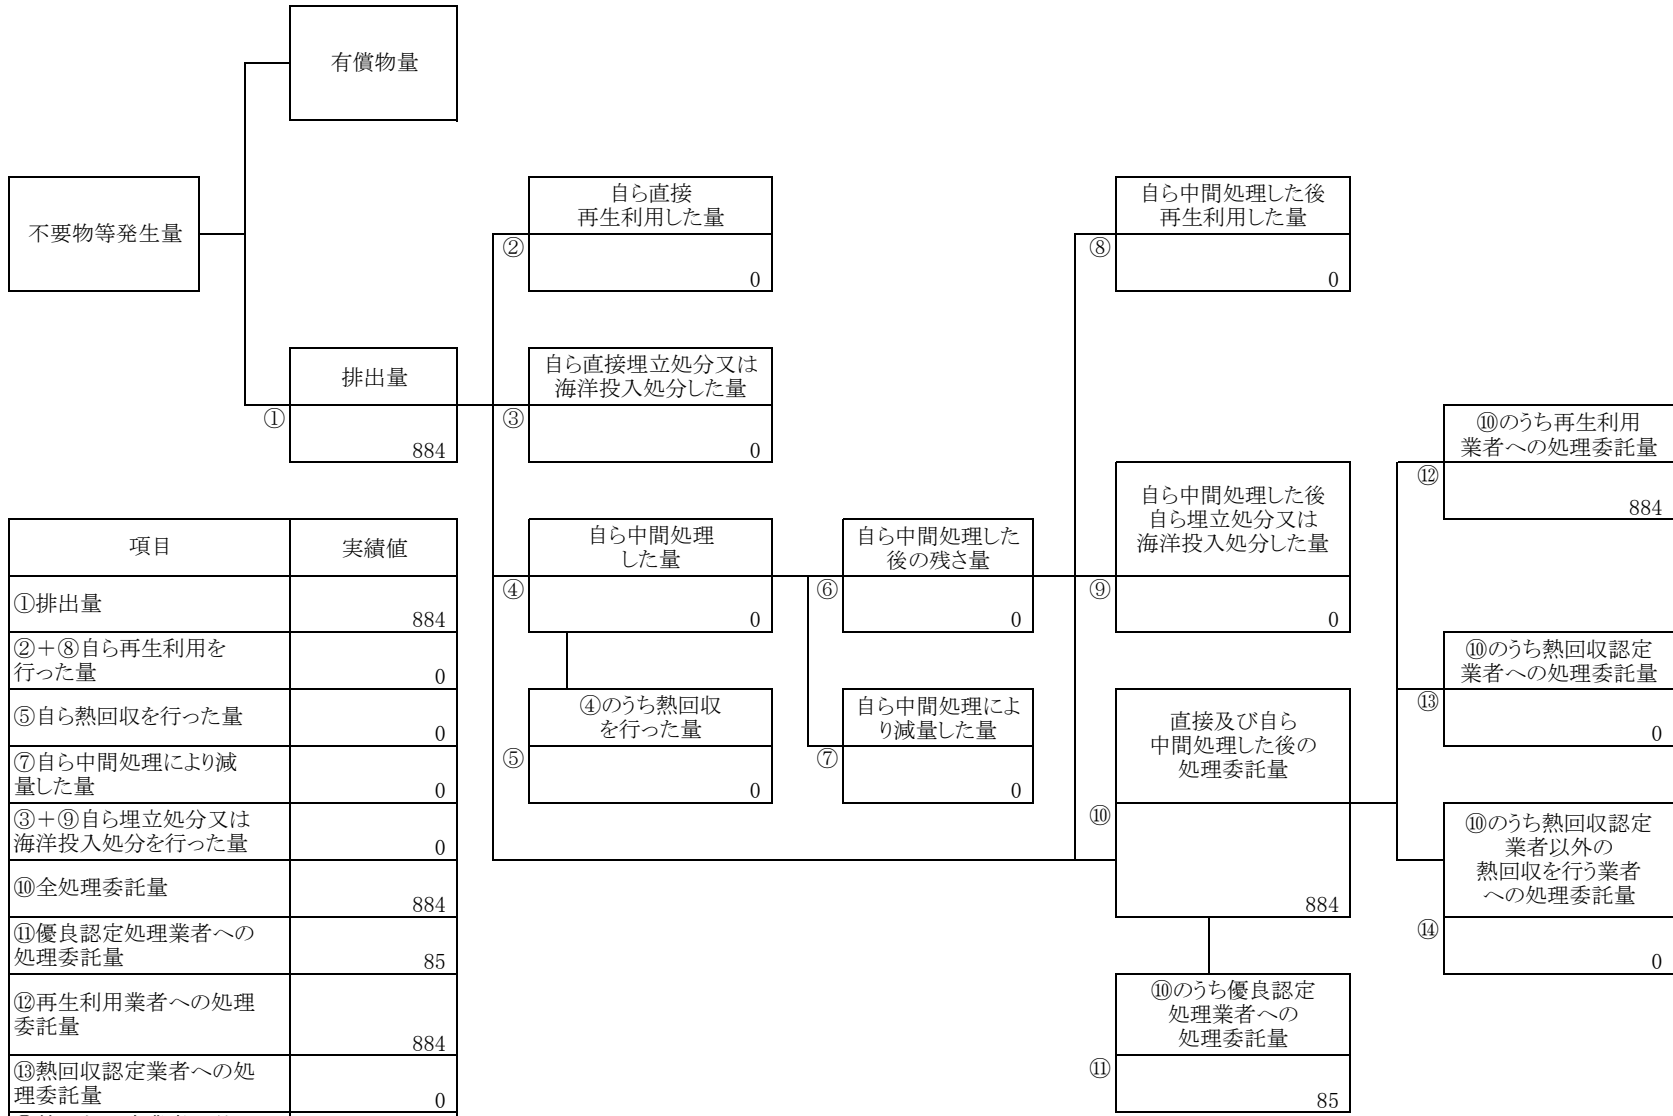 有償物量
不要物等発生量
自ら直接
再生利用した量
②
0
自ら中間処理した後
再生利用した量
⑧
0
排出量
①
884
自ら直接埋立処分又は
海洋投入処分した量
③
0
⑩のうち再生利用
業者への処理委託量
⑫
884
自ら中間処理
した量
④
0
自ら中間処理した
後の残さ量
⑥
0
自ら中間処理した後
自ら埋立処分又は
海洋投入処分した量
⑨
0
⑩のうち熱回収認定
業者への処理委託量
⑬
0
④のうち熱回収
を行った量
⑤
0
自ら中間処理によ
り減量した量
⑦
0
直接及び自ら
中間処理した後の
処理委託量
⑩
884
⑩のうち熱回収認定
業者以外の
熱回収を行う業者
への処理委託量
⑭
0
⑩のうち優良認定
処理業者への
処理委託量
⑪
85
項目 実績値
①排出量 884
②＋⑧自ら再生利用を
行った量 0
⑤自ら熱回収を行った量 0
⑦自ら中間処理により減
量した量 0
③＋⑨自ら埋立処分又は
海洋投入処分を行った量 0
⑩全処理委託量 884
⑪優良認定処理業者への
処理委託量 85
⑫再生利用業者への処理
委託量 884
⑬熱回収認定業者への処
理委託量 0